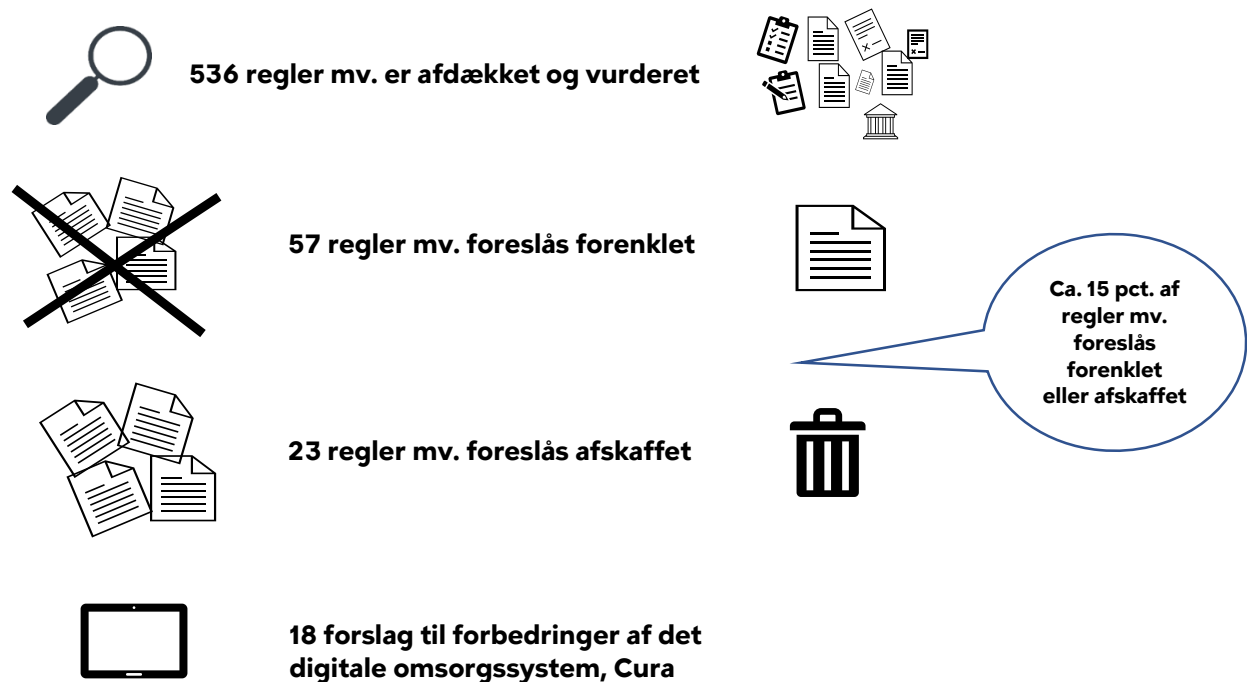 536 regler mv. er afdækket og vurderet
57 regler mv. foreslås forenklet
Ca. 15 pct. af
regler mv.
foreslås
forenklet
eller afskaffet
23 regler mv. foreslås afskaffet
18 forslag til forbedringer af det
digitale omsorgssystem, Cura